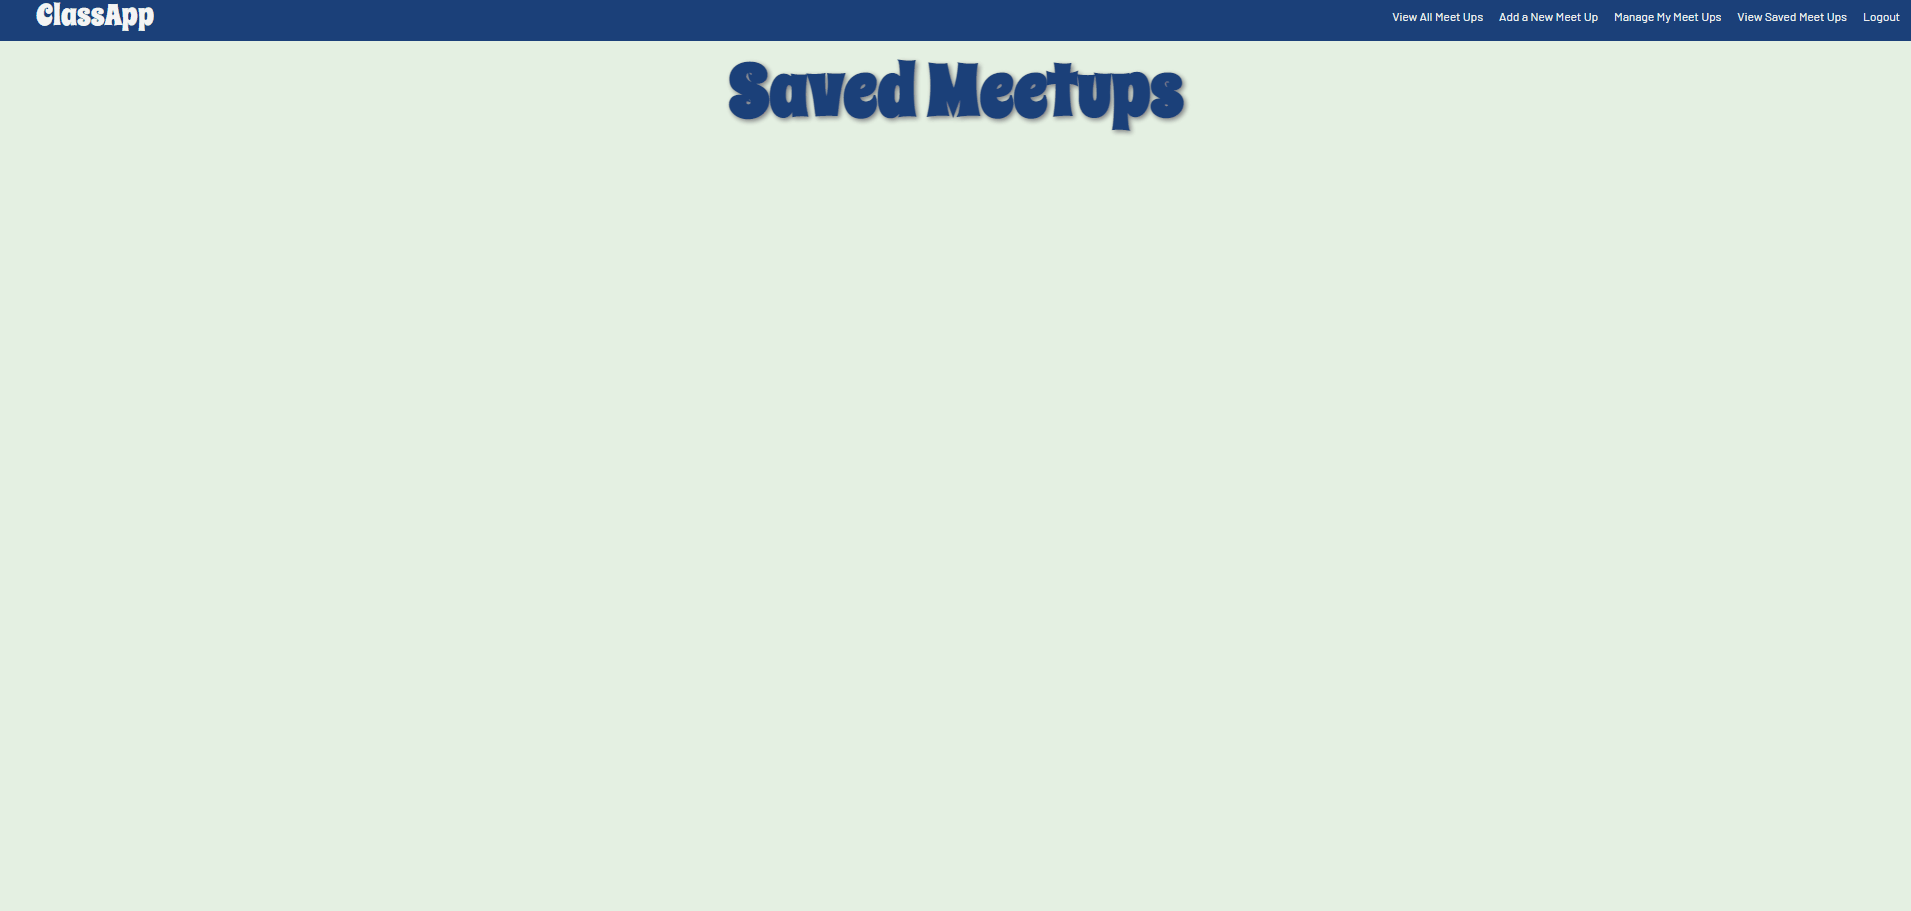 ClassApp
View All Meet Ups
Add a New Meet Up
Manage My Meet Ups
View Saved Meet Ups
Logout
Saved Meetups